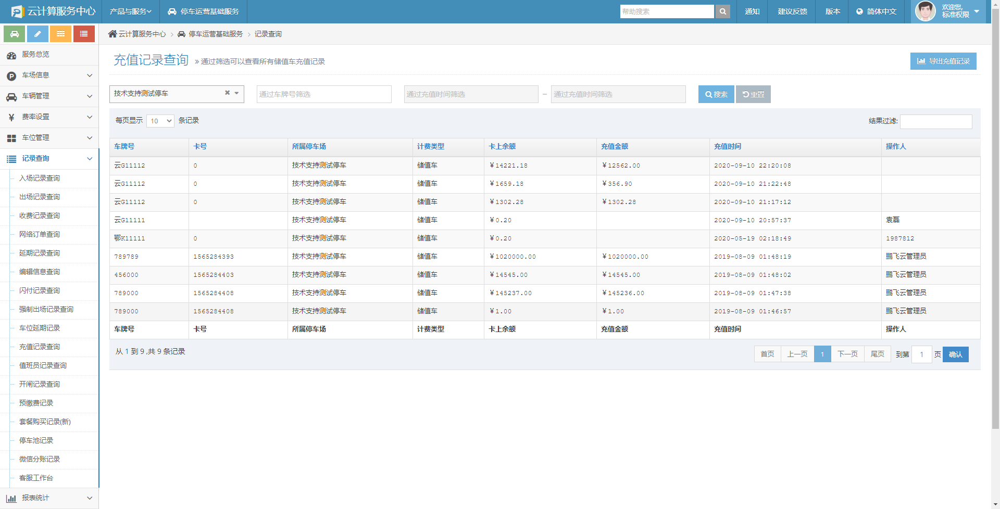 云计算服务中心 产品与服务 停车运营基础服务 帮助搜索 通知 建议反馈 版本 简体中文 欢迎您,
标准权限
云计算服务中心 停车运营基础服务 记录查询
服务总览
车场信息
车辆管理
费率设置
车位管理
记录查询
入场记录查询
出场记录查询
收费记录查询
网络订单查询
延期记录查询
编辑信息查询
闪付记录查询
强制出场记录查询
车位延期记录
充值记录查询
值班员记录查询
开闸记录查询
预缴费记录
套餐购买记录(新)
停车池记录
微信分账记录
客服工作台
报表统计
充值记录查询 » 通过筛选可以查看所有储值车充值记录 导出充值记录
技术支持测试停车 通过车牌号筛选 通过充值时间筛选 – 通过充值时间筛选 搜索 重置
每页显示 10 条记录 结果过滤:
车牌号 卡号 所属停车场 计费类型 卡上余额 充值金额 充值时间 操作人
云G11112 0 技术支持测试停车 储值车 ¥14221.18 ¥12562.00 2020-09-10 22:20:08
云G11112 0 技术支持测试停车 储值车 ¥1659.18 ¥356.90 2020-09-10 21:22:48
云G11112 0 技术支持测试停车 储值车 ¥1302.28 ¥1302.28 2020-09-10 21:17:12
云G11111 技术支持测试停车 储值车 ¥0.20 2020-09-10 20:57:37 袁磊
鄂K11111 0 技术支持测试停车 储值车 ¥0.20 2020-05-19 02:18:49 1987812
789789 1565284393 技术支持测试停车 储值车 ¥1020000.00 ¥1020000.00 2019-08-09 01:48:19 鹏飞云管理员
456000 1565284403 技术支持测试停车 储值车 ¥14545.00 ¥14545.00 2019-08-09 01:48:02 鹏飞云管理员
789000 1565284408 技术支持测试停车 储值车 ¥145237.00 ¥145236.00 2019-08-09 01:47:38 鹏飞云管理员
789000 1565284408 技术支持测试停车 储值车 ¥1.00 ¥1.00 2019-08-09 01:46:57 鹏飞云管理员
车牌号 卡号 所属停车场 计费类型 卡上余额 充值金额 充值时间 操作人
从 1 到 9 ,共 9 条记录 首页 上一页 1 下一页 尾页 到第 1 页 确认